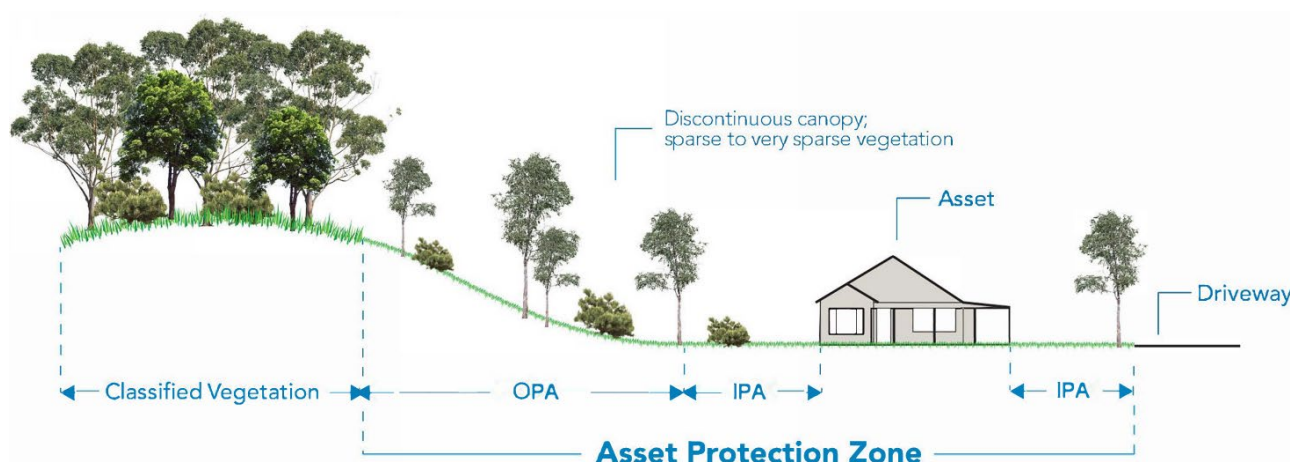 Discontinuous canopy;
sparse to very sparse vegetation
Asset
Driveway
Classified Vegetation
OPA
IPA
IPA
Asset Protection Zone